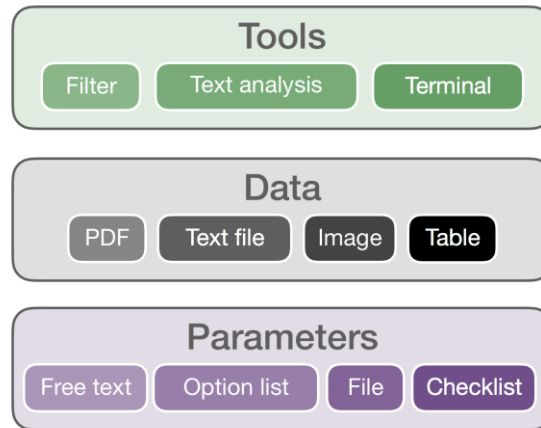 Tools
Filter Text analysis Terminal
Data
PDF Text file Image Table
Parameters
Free text Option list File Checklist